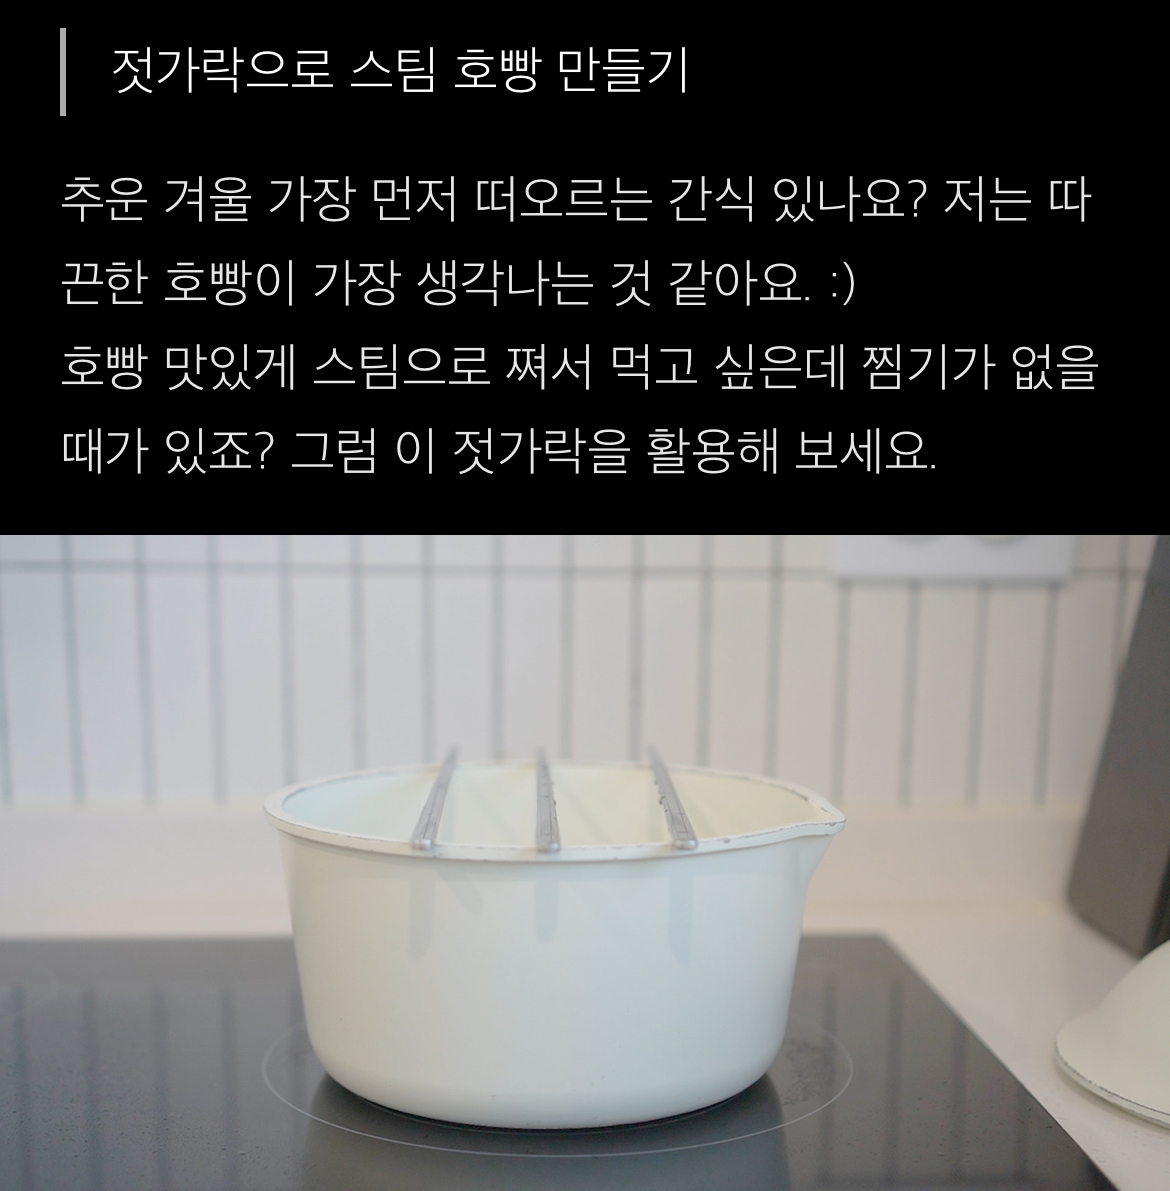 젓가락으로 스팀 호빵 만들기
추운 겨울 가장 먼저 떠오르는 간식 있나요? 저는 따
끈한 호빵이 가장 생각나는 것 같아요. :)
호빵 맛있게 스팀으로 쪄서 먹고 싶은데 찜기가 없을
때가 있죠? 그럼 이 젓가락을 활용해 보세요.